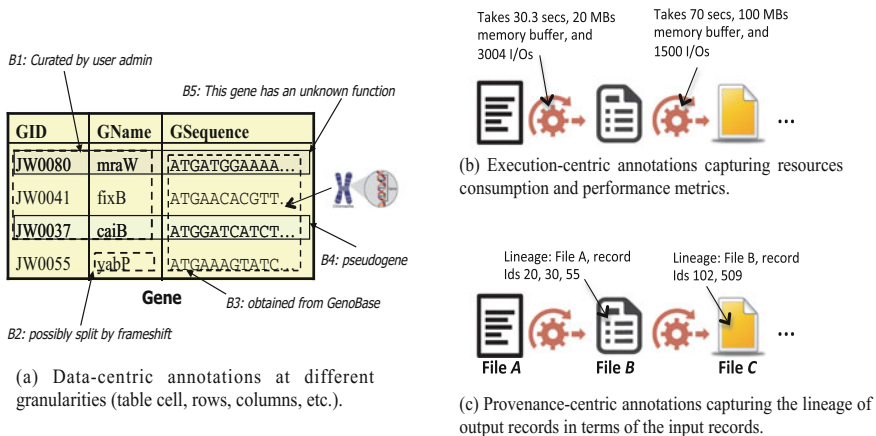 B1: Curated by user admin
B5: This gene has an unknown function
GID GName GSequence
JW0080 mraW ATGATGGAAAA...
JW0041 fixB ATGAACACGTT...
JW0037 caiB ATGGATCATCT...
JW0055 yabP ATGAAAGTATC...
Gene
B4: pseudogene
B3: obtained from GenoBase
B2: possibly split by frameshift
(a) Data-centric annotations at different
granularities (table cell, rows, columns, etc.).
Takes 30.3 secs, 20 MBs
memory buffer, and
3004 I/Os
Takes 70 secs, 100 MBs
memory buffer, and
1500 I/Os
...
(b) Execution-centric annotations capturing resources
consumption and performance metrics.
Lineage: File A, record
Ids 20, 30, 55
Lineage: File B, record
Ids 102, 509
...
File A File B File C
(c) Provenance-centric annotations capturing the lineage of
output records in terms of the input records.